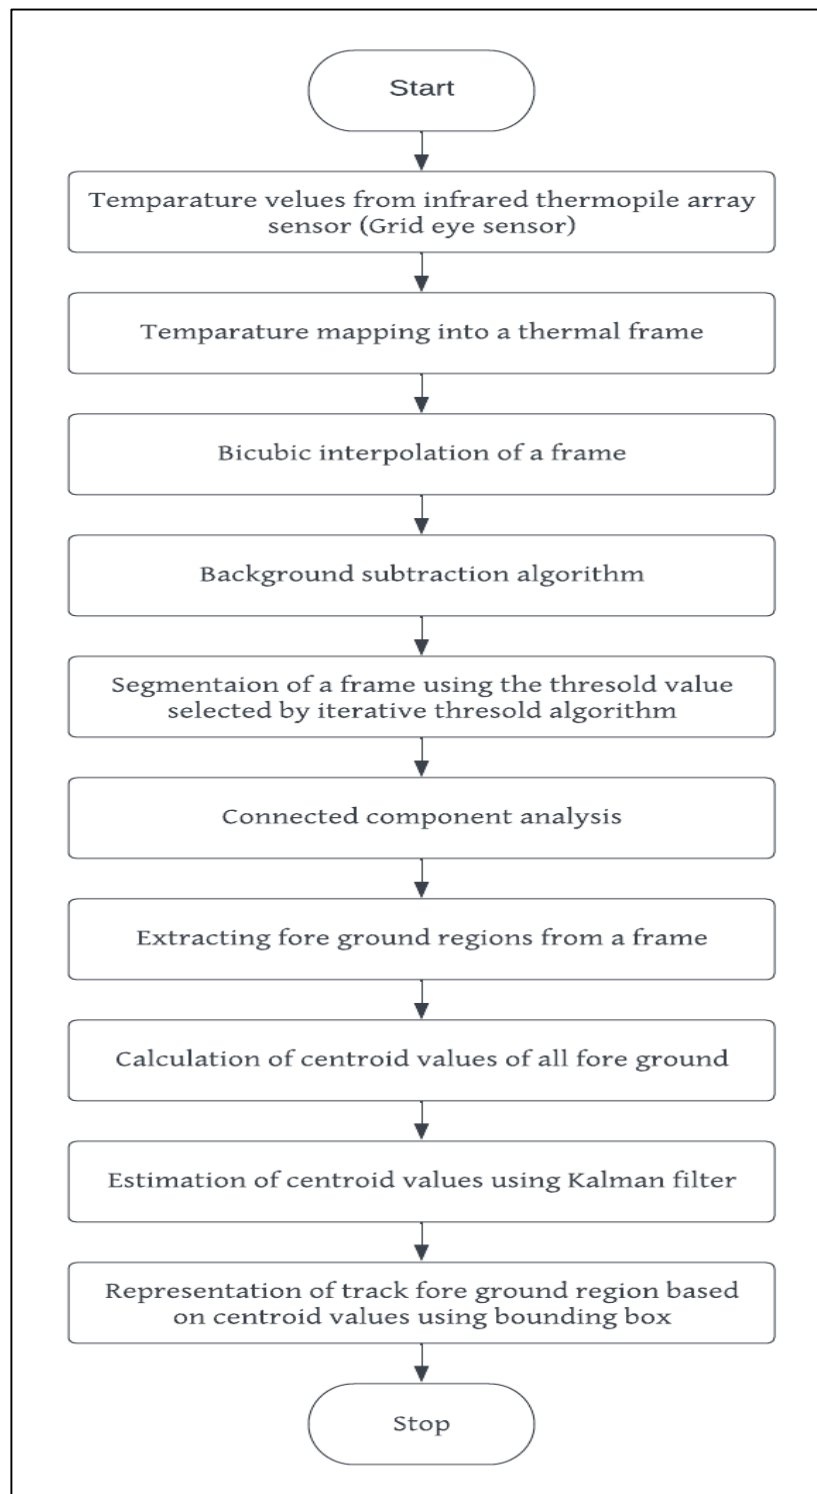 Start
Temparature velues from infrared thermopile array
sensor (Grid eye sensor)
Temparature mapping into a thermal frame
Bicubic interpolation of a frame
Background subtraction algorithm
Segmentaion of a frame using the thresold value
selected by iterative thresold algorithm
Connected component analysis
Extracting fore ground regions from a frame
Calculation of centroid values of all fore ground
Estimation of centroid values using Kalman filter
Representation of track fore ground region based
on centroid values using bounding box
Stop